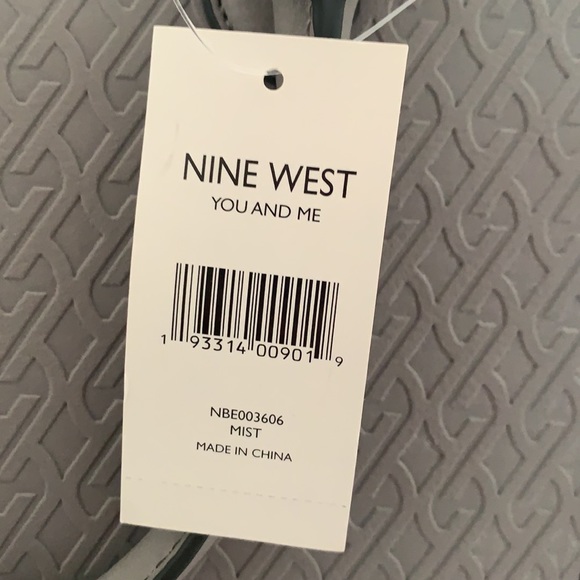 NINE WEST
YOU AND ME
1 93314 00901 9
NBE003606
MIST
MADE IN CHINA